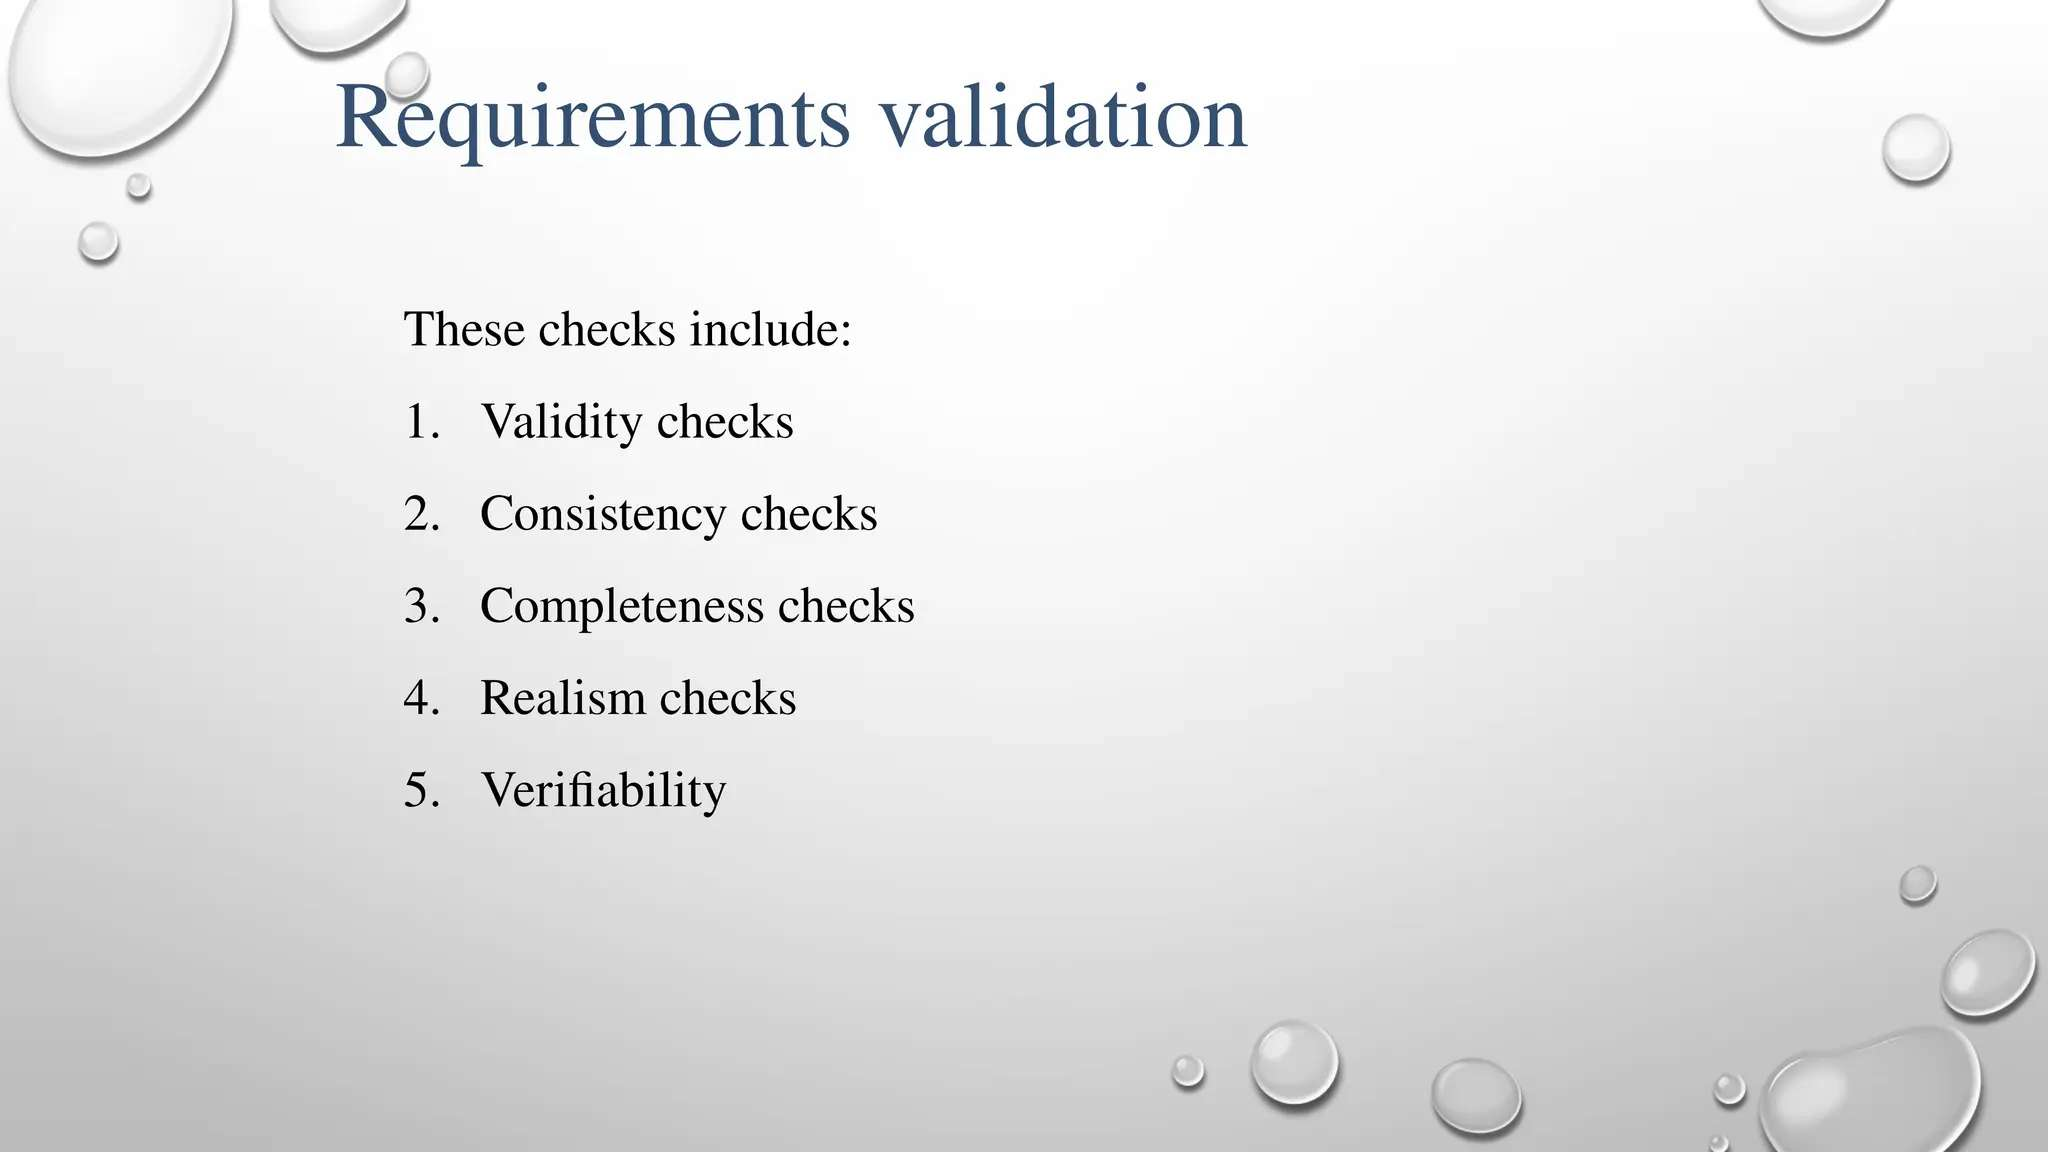 Requirements validation
These checks include:
1. Validity checks
2. Consistency checks
3. Completeness checks
4. Realism checks
5. Verifiability